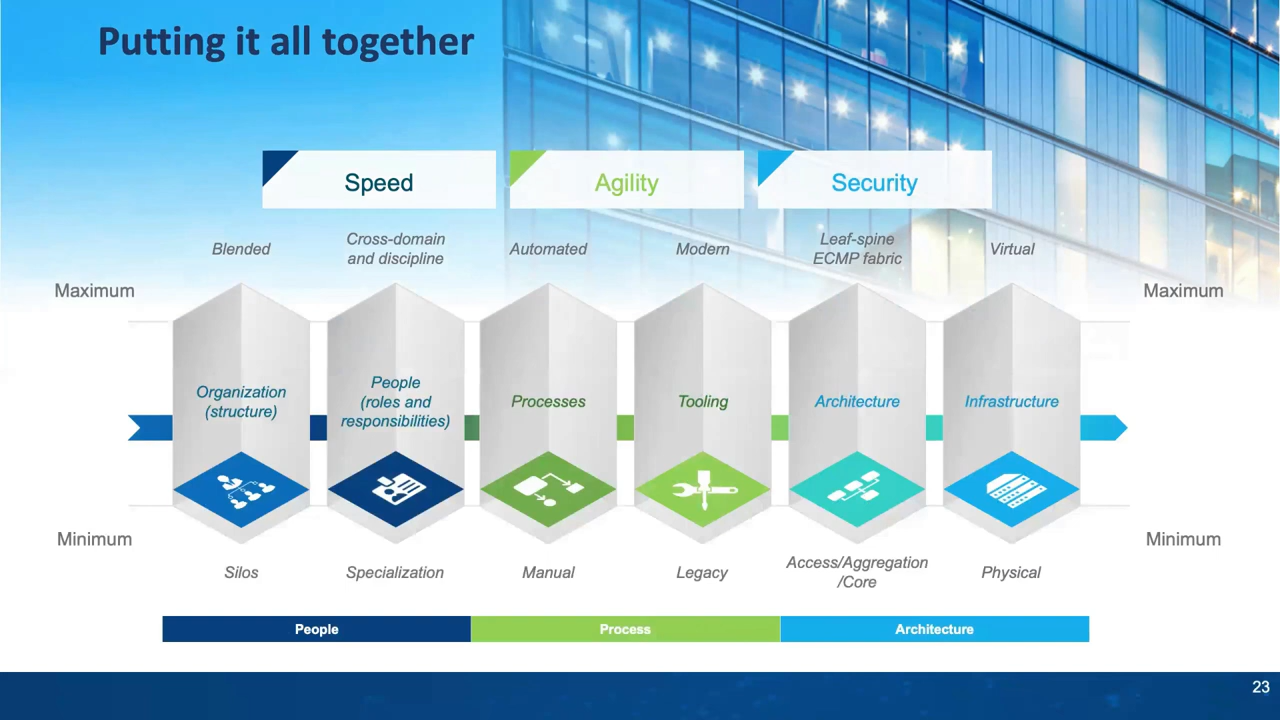 Putting it all together
Speed
Agility
Security
Blended
Cross-domain
and discipline
Automated
Modern
Leaf-spine
ECMP fabric
Virtual
Maximum
Maximum
Organization
(structure)
People
(roles and
responsibilities)
Processes
Tooling
Architecture
Infrastructure
Minimum
Minimum
Silos
Specialization
Manual
Legacy
Access/Aggregation
/Core
Physical
People
Process
Architecture
23